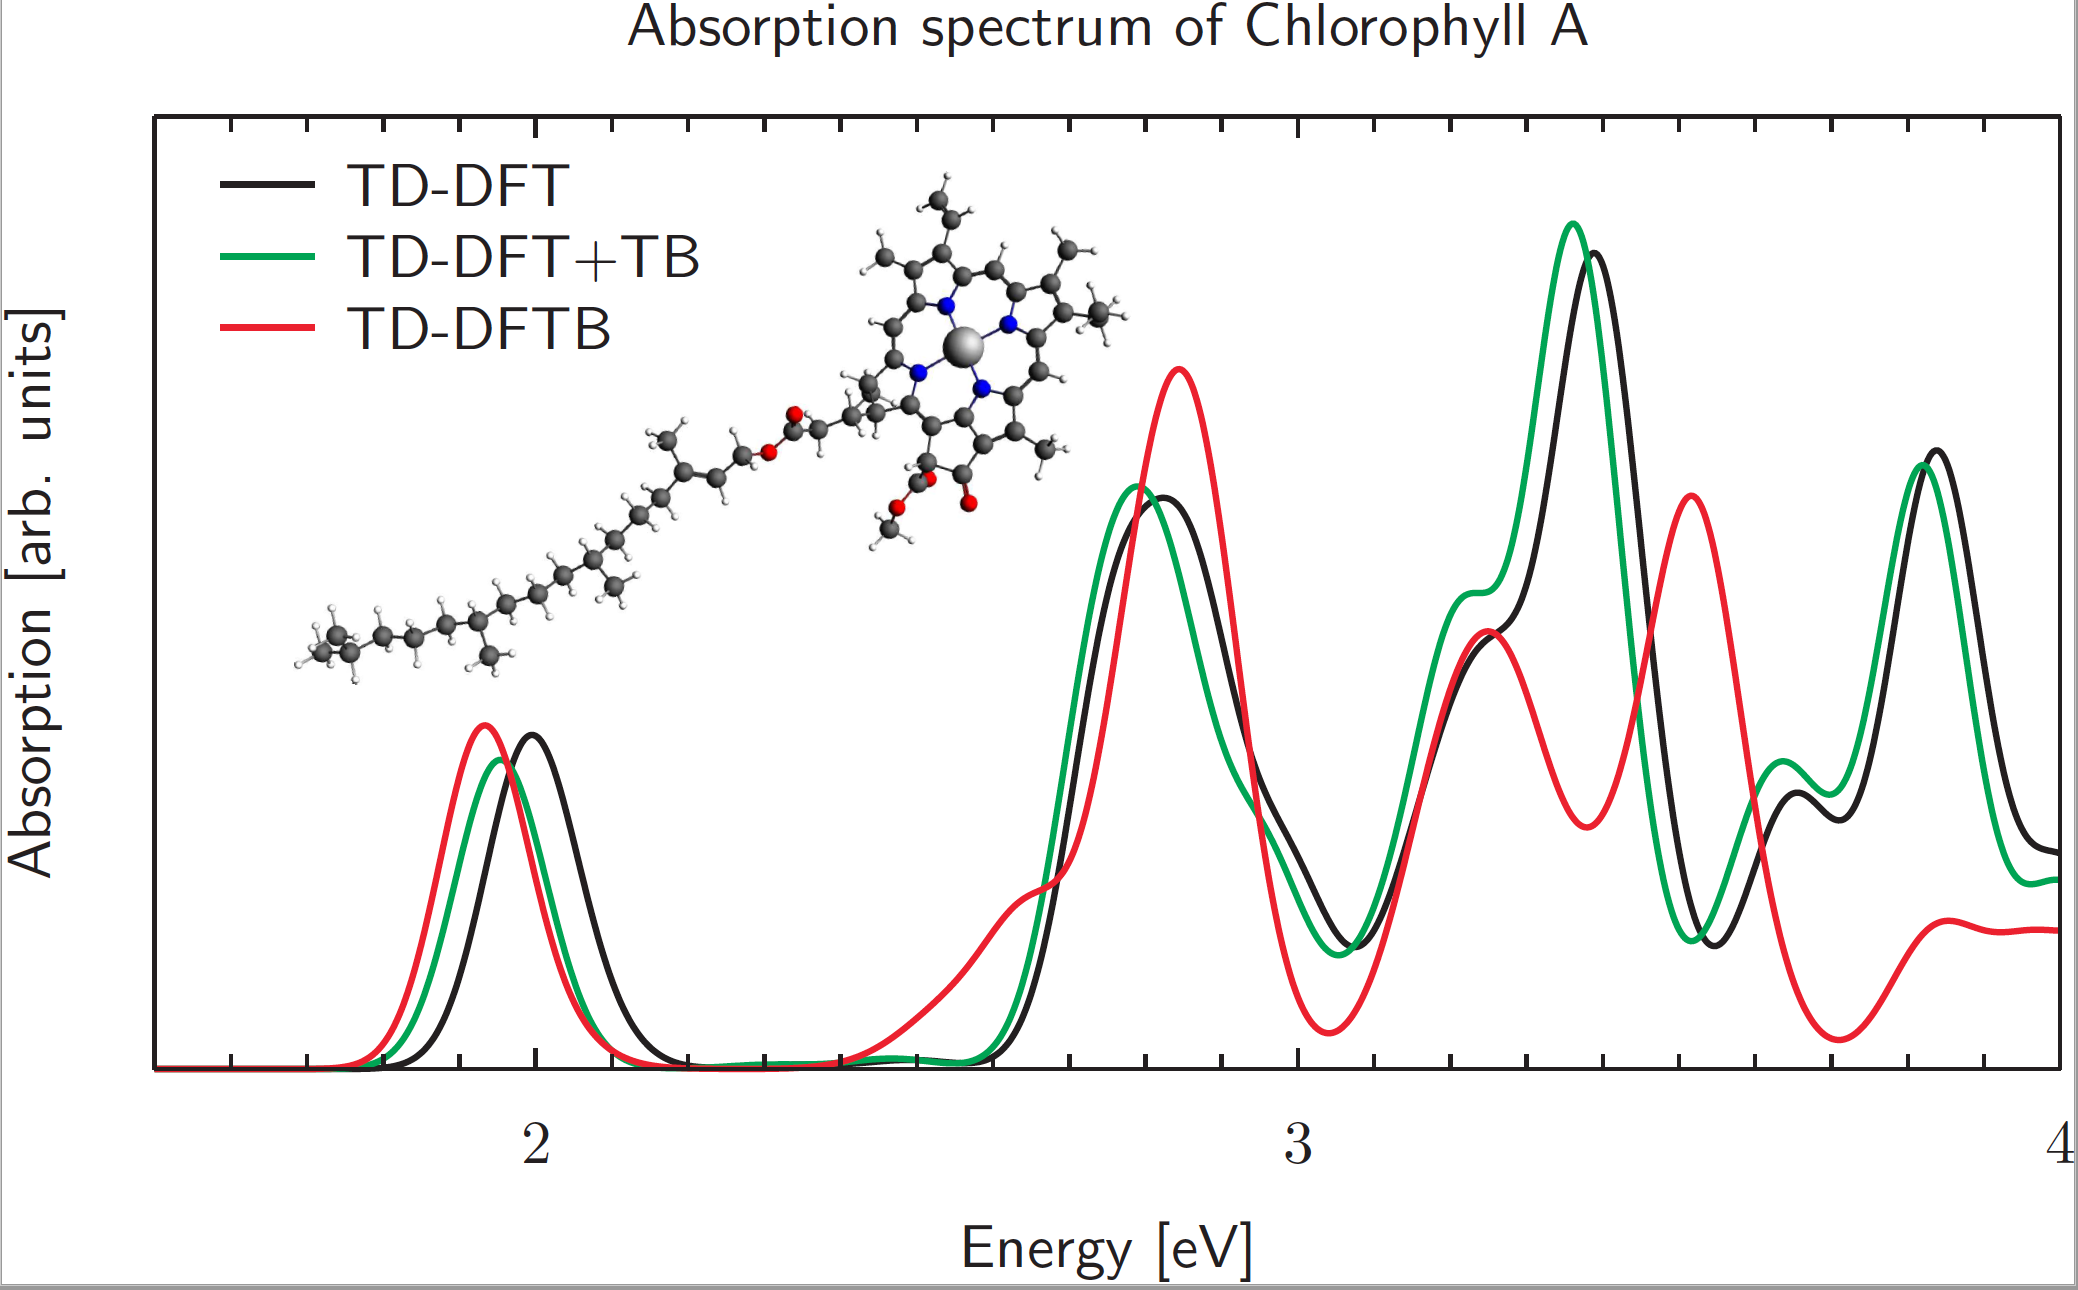 Absorption spectrum of Chlorophyll A
TD-DFT
TD-DFT+TB
TD-DFTB
Absorption [arb. units]
2
3
4
Energy [eV]